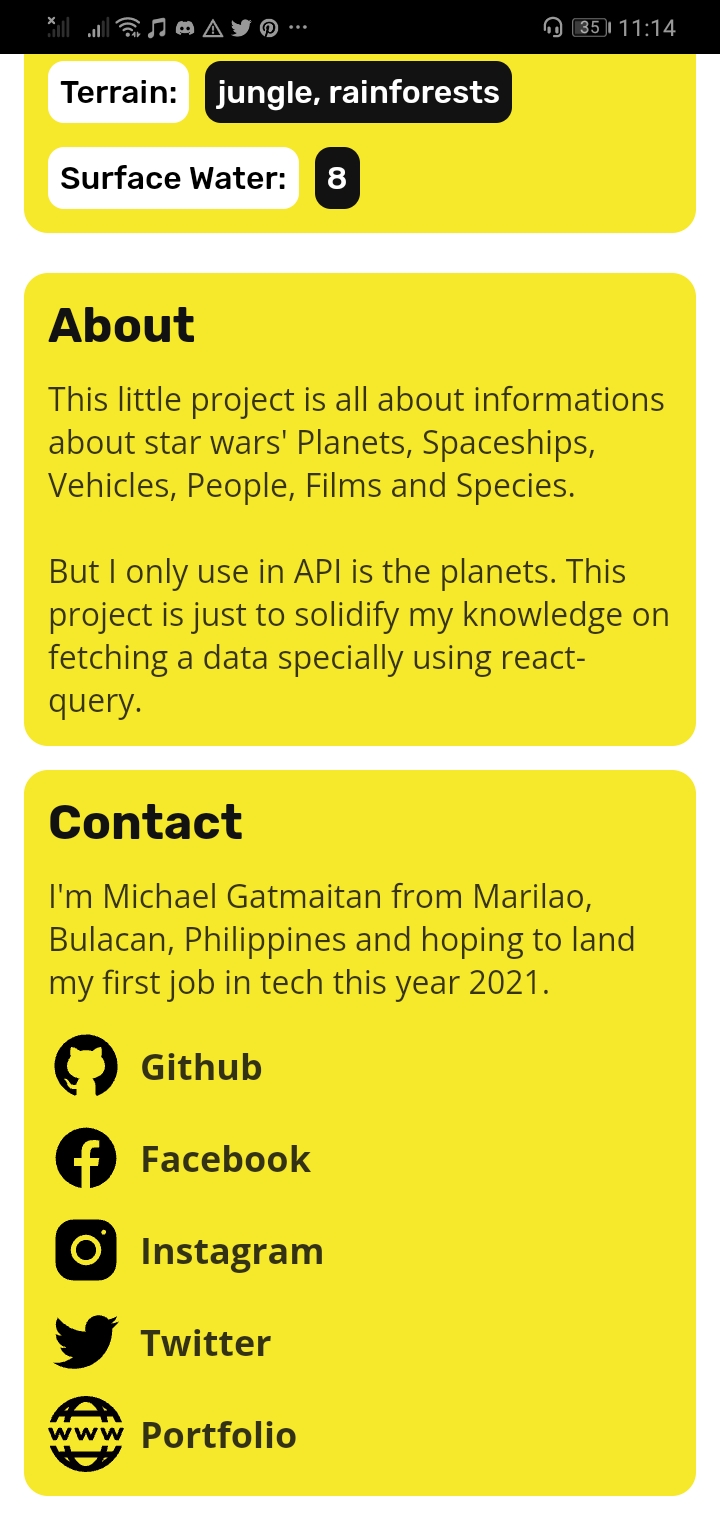 35 11:14
Terrain: jungle, rainforests
Surface Water: 8
About
This little project is all about informations
about star wars' Planets, Spaceships,
Vehicles, People, Films and Species.
But I only use in API is the planets. This
project is just to solidify my knowledge on
fetching a data specially using react-
query.
Contact
I'm Michael Gatmaitan from Marilao,
Bulacan, Philippines and hoping to land
my first job in tech this year 2021.
Github
Facebook
Instagram
Twitter
www Portfolio